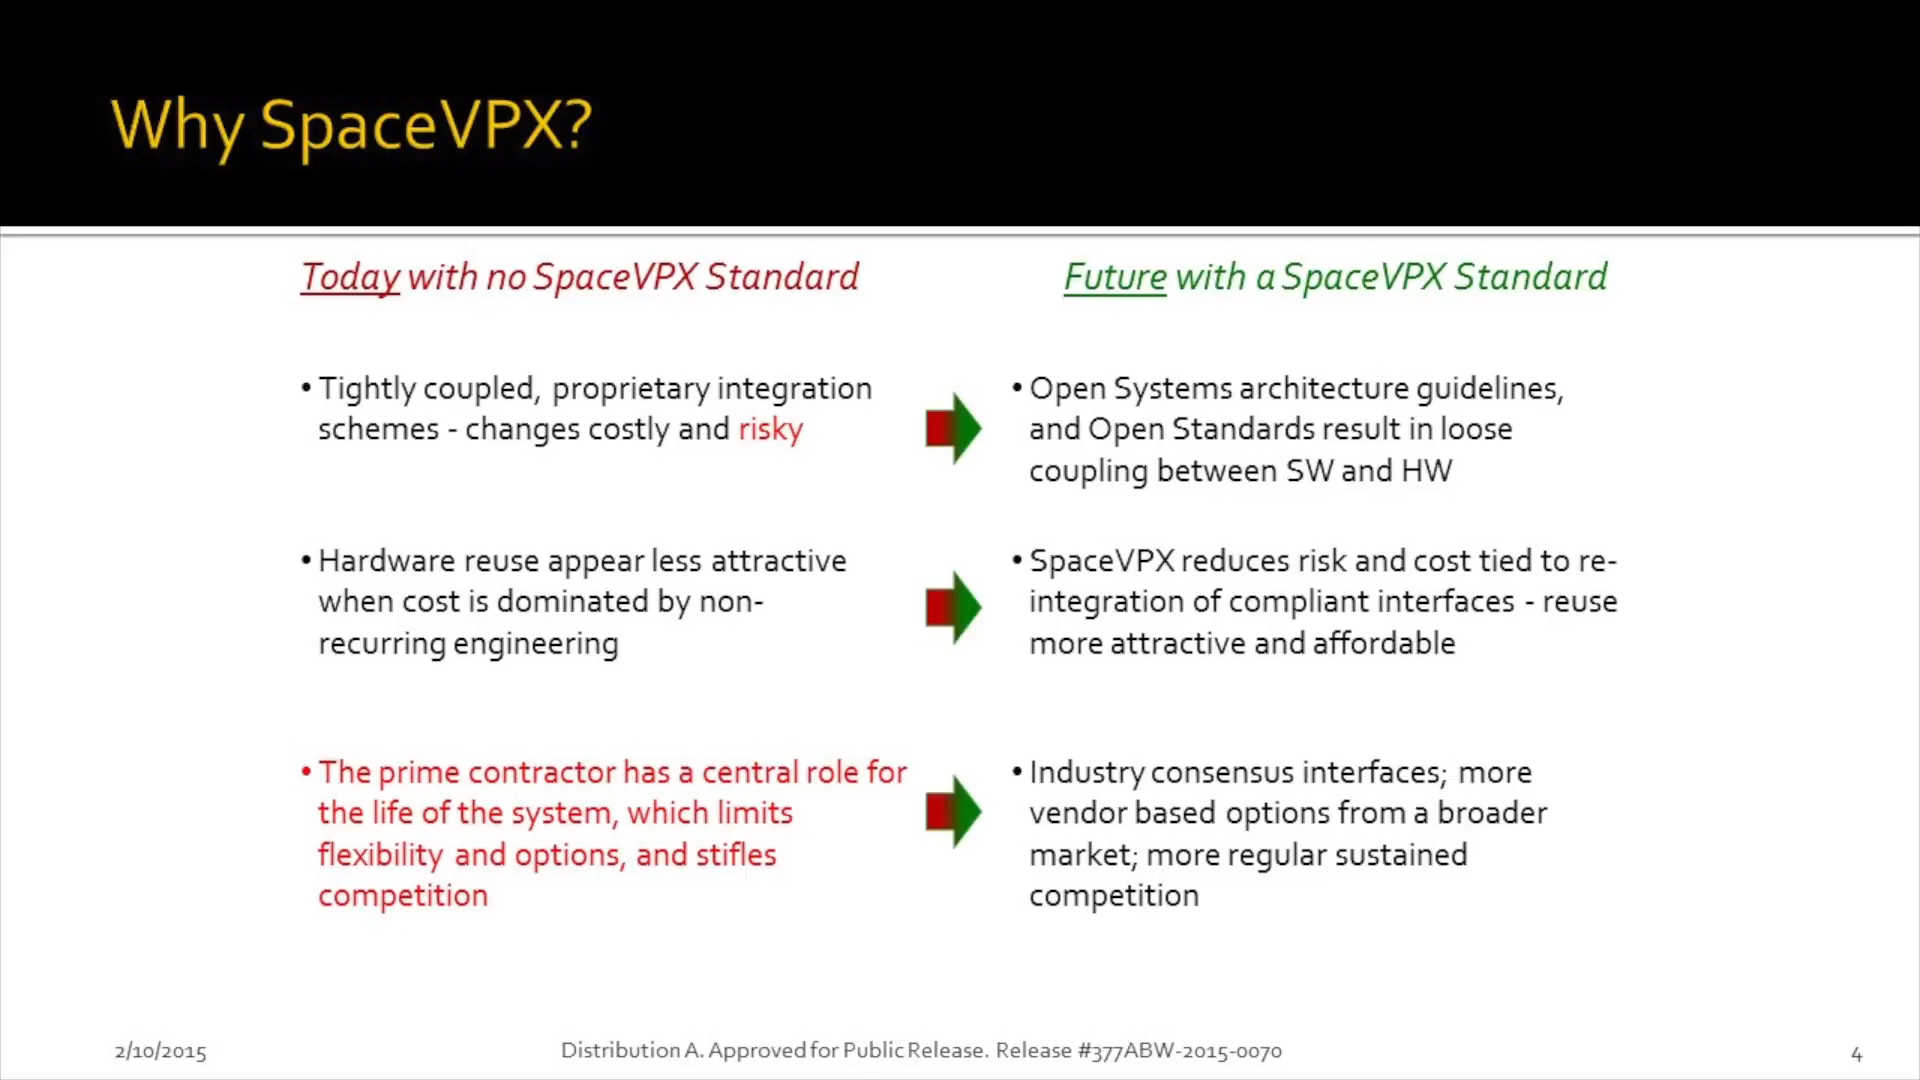 Why SpaceVPX?
Today with no SpaceVPX Standard
Future with a SpaceVPX Standard
• Tightly coupled, proprietary integration
schemes - changes costly and risky
• Open Systems architecture guidelines,
and Open Standards result in loose
coupling between SW and HW
• Hardware reuse appear less attractive
when cost is dominated by non-
recurring engineering
• SpaceVPX reduces risk and cost tied to re-
integration of compliant interfaces - reuse
more attractive and affordable
• The prime contractor has a central role for
the life of the system, which limits
flexibility and options, and stifles
competition
• Industry consensus interfaces; more
vendor based options from a broader
market; more regular sustained
competition
2/10/2015
Distribution A. Approved for Public Release. Release #377ABW-2015-0070
4